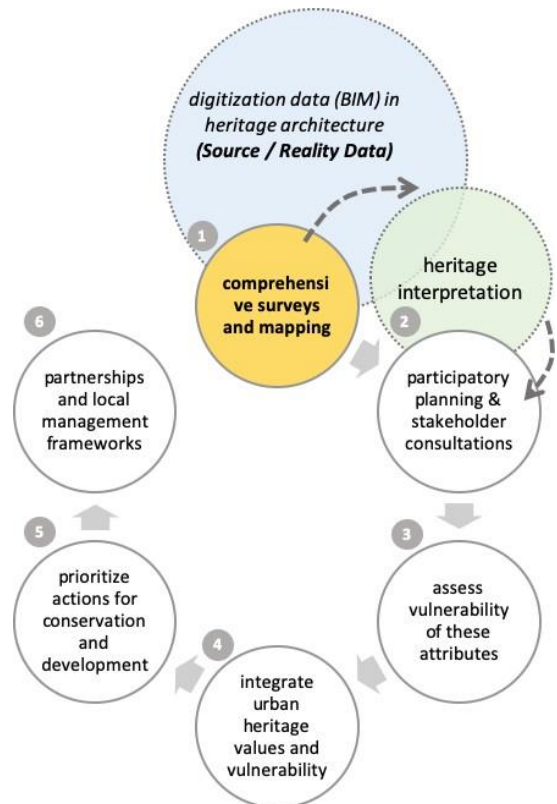 digitization data (BIM) in
heritage architecture
(Source / Reality Data)
1
comprehensi
ve surveys
and mapping
heritage
interpretation
2
participatory
planning &
stakeholder
consultations
3
assess
vulnerability
of these
attributes
4
integrate
urban
heritage
values and
vulnerability
5
prioritize
actions for
conservation
and
development
6
partnerships
and local
management
frameworks